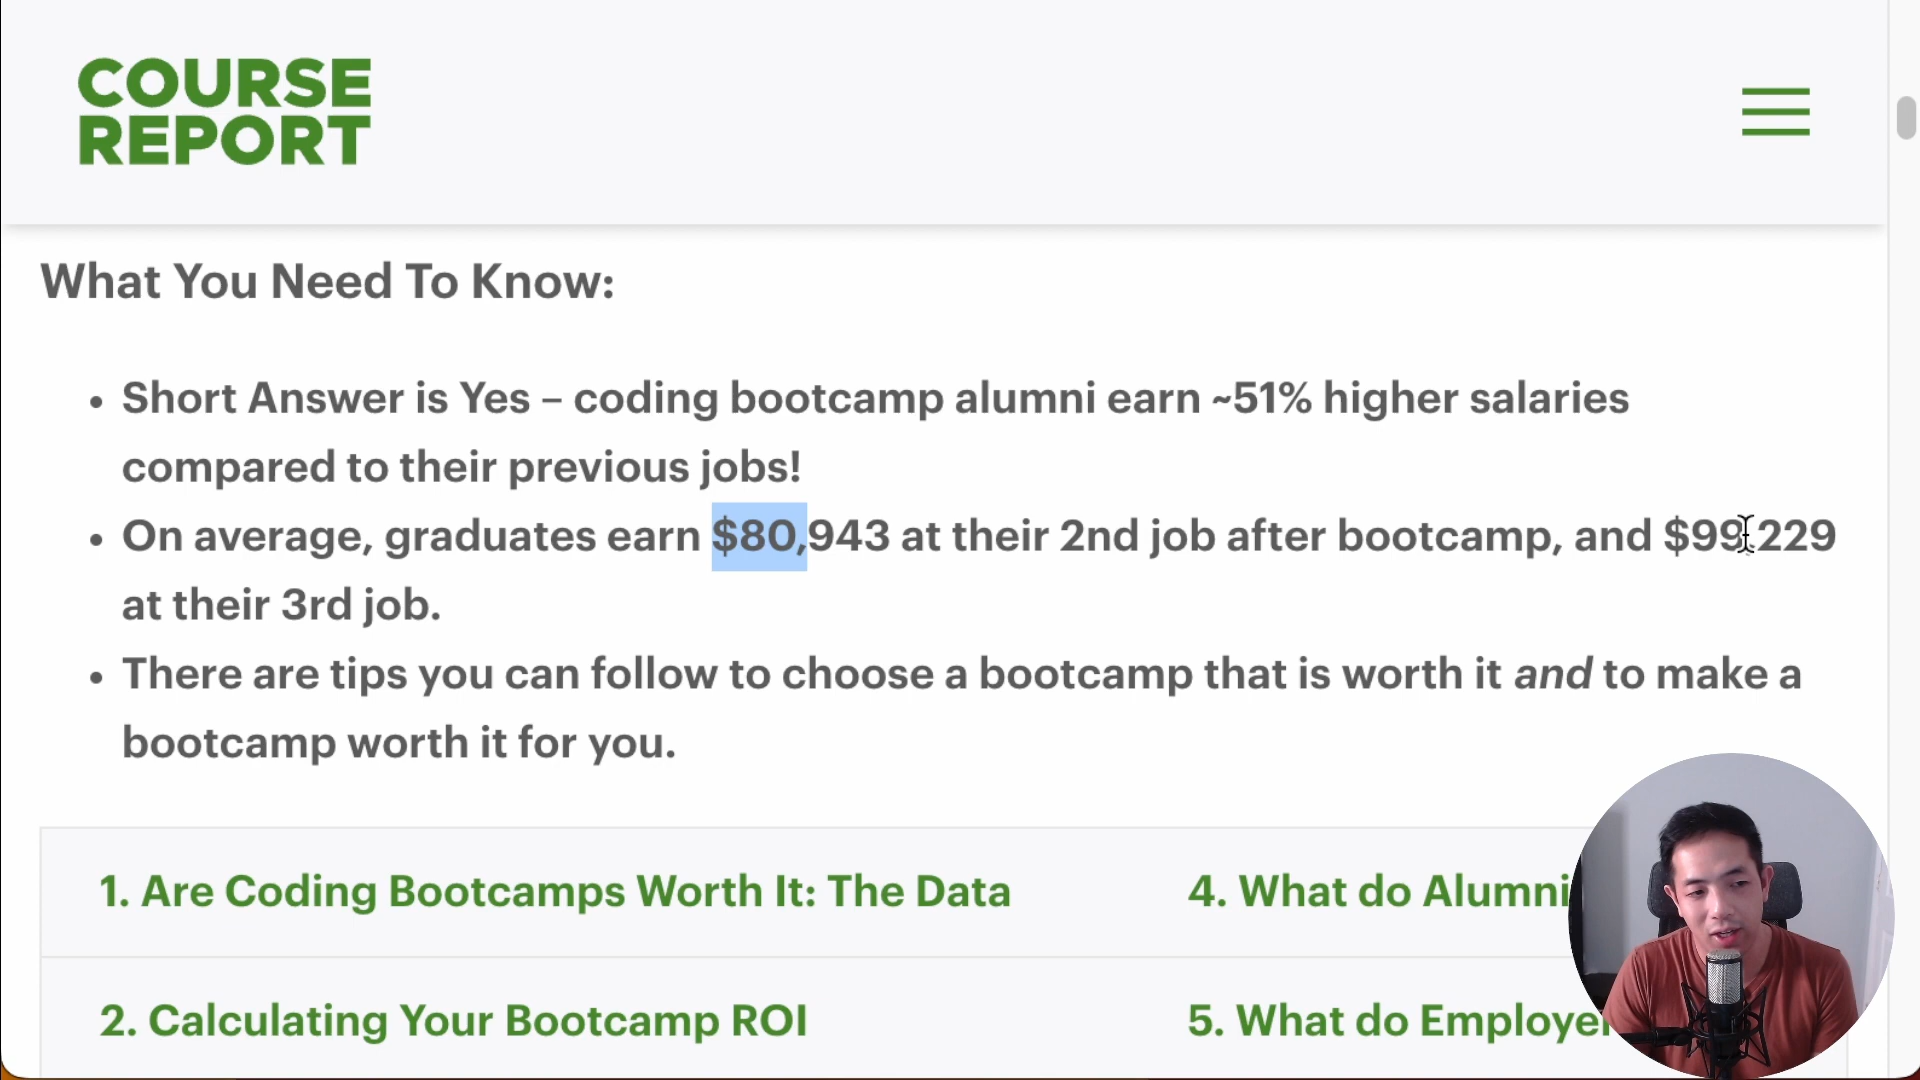 COURSE
REPORT
What You Need To Know:
• Short Answer is Yes – coding bootcamp alumni earn ~51% higher salaries
compared to their previous jobs!
• On average, graduates earn $80,943 at their 2nd job after bootcamp, and $99,229
at their 3rd job.
• There are tips you can follow to choose a bootcamp that is worth it and to make a
bootcamp worth it for you.
1. Are Coding Bootcamps Worth It: The Data
4. What do Alumni
2. Calculating Your Bootcamp ROI
5. What do Employe